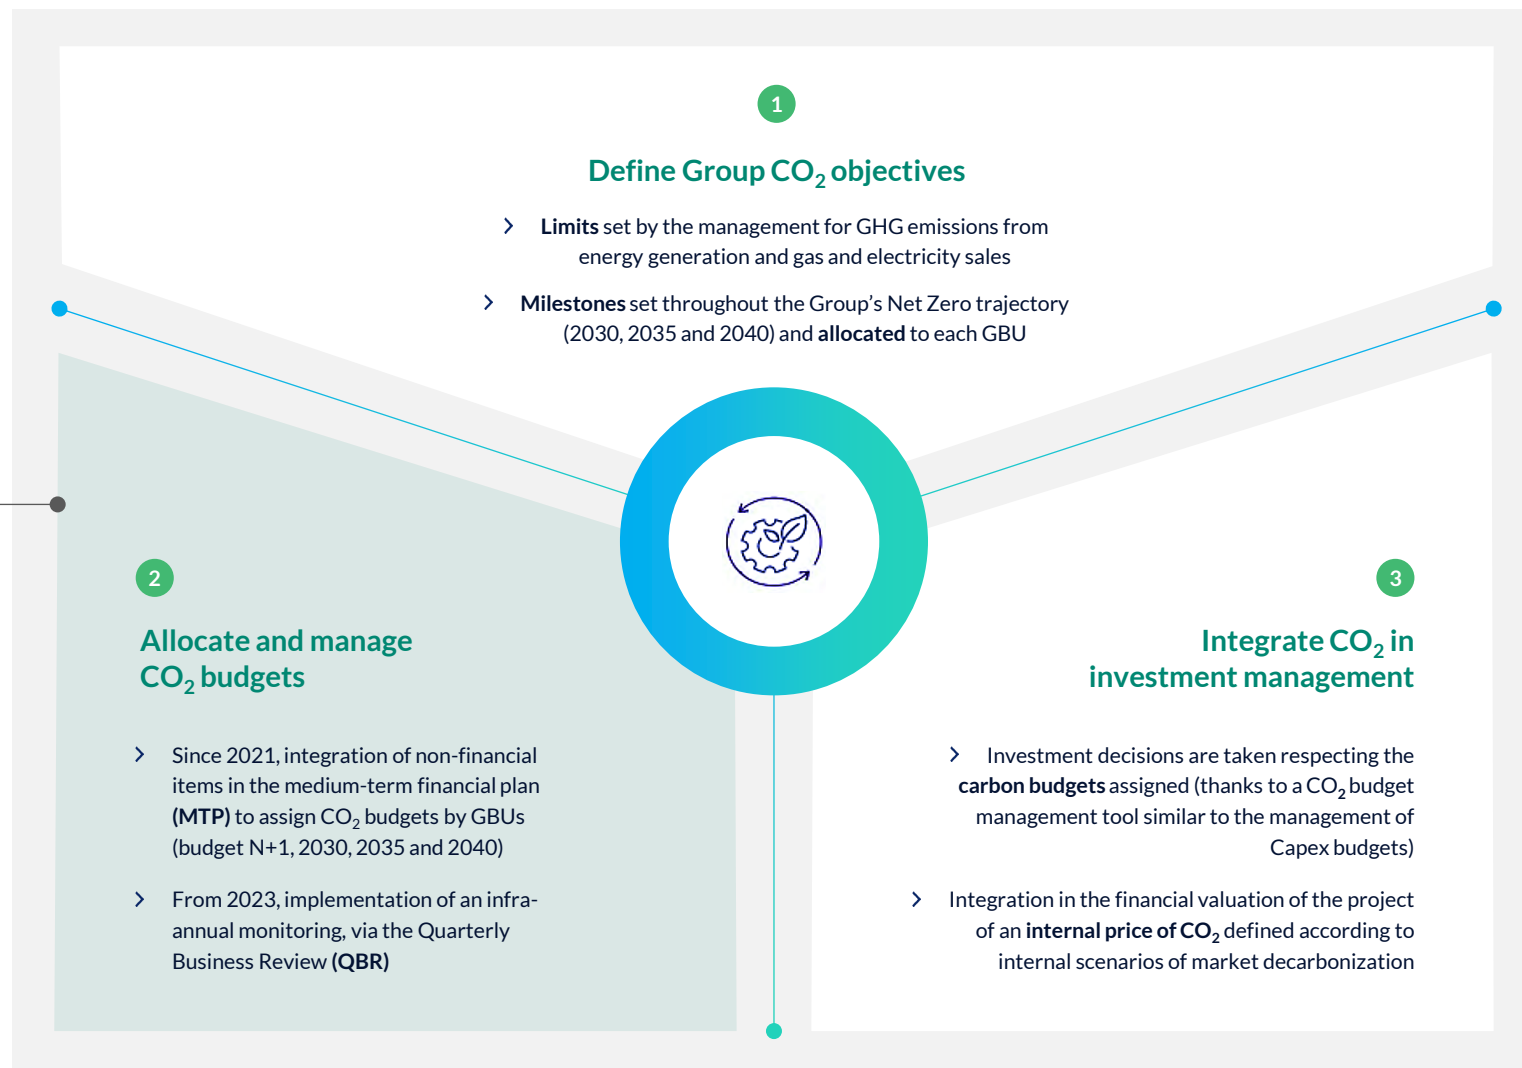 1
Define Group CO₂ objectives
Limits set by the management for GHG emissions from
energy generation and gas and electricity sales
Milestones set throughout the Group’s Net Zero trajectory
(2030, 2035 and 2040) and allocated to each GBU
2
Allocate and manage
CO₂ budgets
Since 2021, integration of non-financial
items in the medium-term financial plan
(MTP) to assign CO₂ budgets by GBUs
(budget N+1, 2030, 2035 and 2040)
From 2023, implementation of an infra-
annual monitoring, via the Quarterly
Business Review (QBR)
3
Integrate CO₂ in
investment management
Investment decisions are taken respecting the
carbon budgets assigned (thanks to a CO₂ budget
management tool similar to the management of
Capex budgets)
Integration in the financial valuation of the project
of an internal price of CO₂ defined according to
internal scenarios of market decarbonization